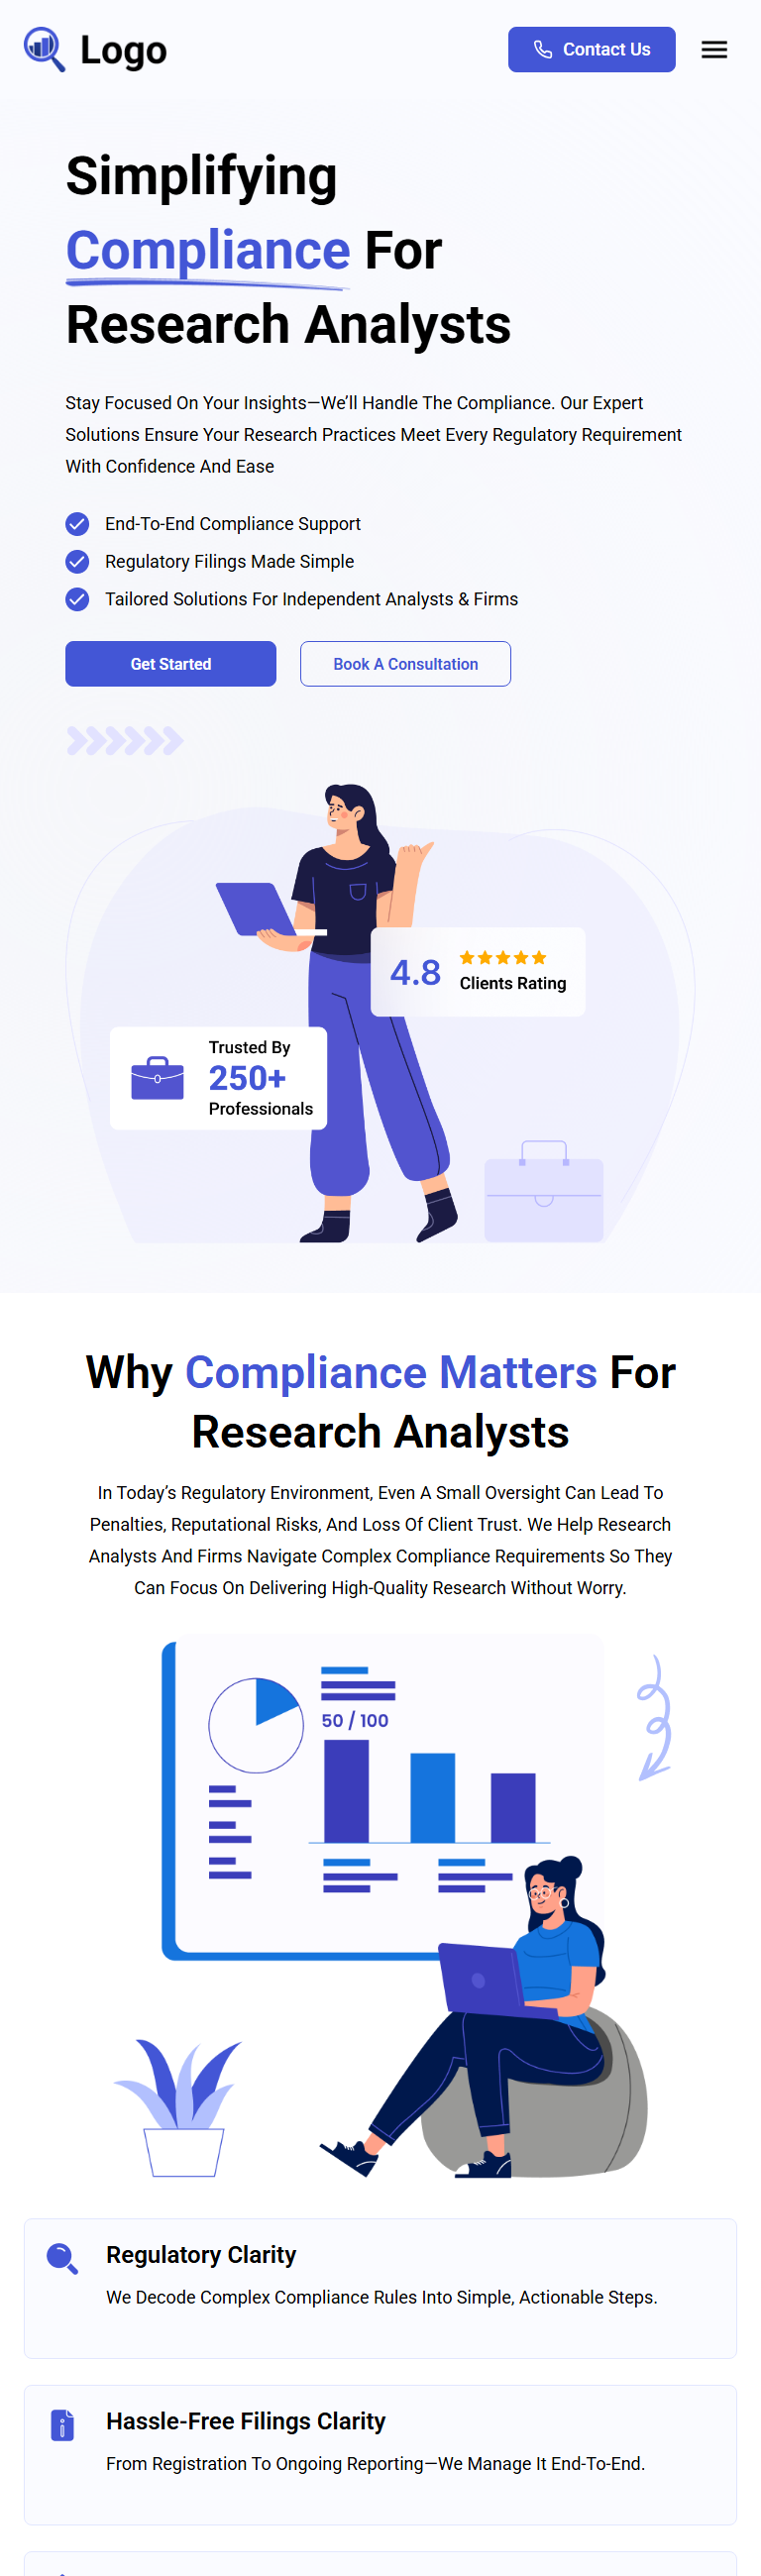 Logo
Contact Us
Simplifying
Compliance For
Research Analysts
Stay Focused On Your Insights—We’ll Handle The Compliance. Our Expert
Solutions Ensure Your Research Practices Meet Every Regulatory Requirement
With Confidence And Ease
End-To-End Compliance Support
Regulatory Filings Made Simple
Tailored Solutions For Independent Analysts & Firms
Get Started
Book A Consultation
4.8
Clients Rating
Trusted By
250+
Professionals
Why Compliance Matters For
Research Analysts
In Today’s Regulatory Environment, Even A Small Oversight Can Lead To
Penalties, Reputational Risks, And Loss Of Client Trust. We Help Research
Analysts And Firms Navigate Complex Compliance Requirements So They
Can Focus On Delivering High-Quality Research Without Worry.
50 / 100
Regulatory Clarity
We Decode Complex Compliance Rules Into Simple, Actionable Steps.
Hassle-Free Filings Clarity
From Registration To Ongoing Reporting—We Manage It End-To-End.